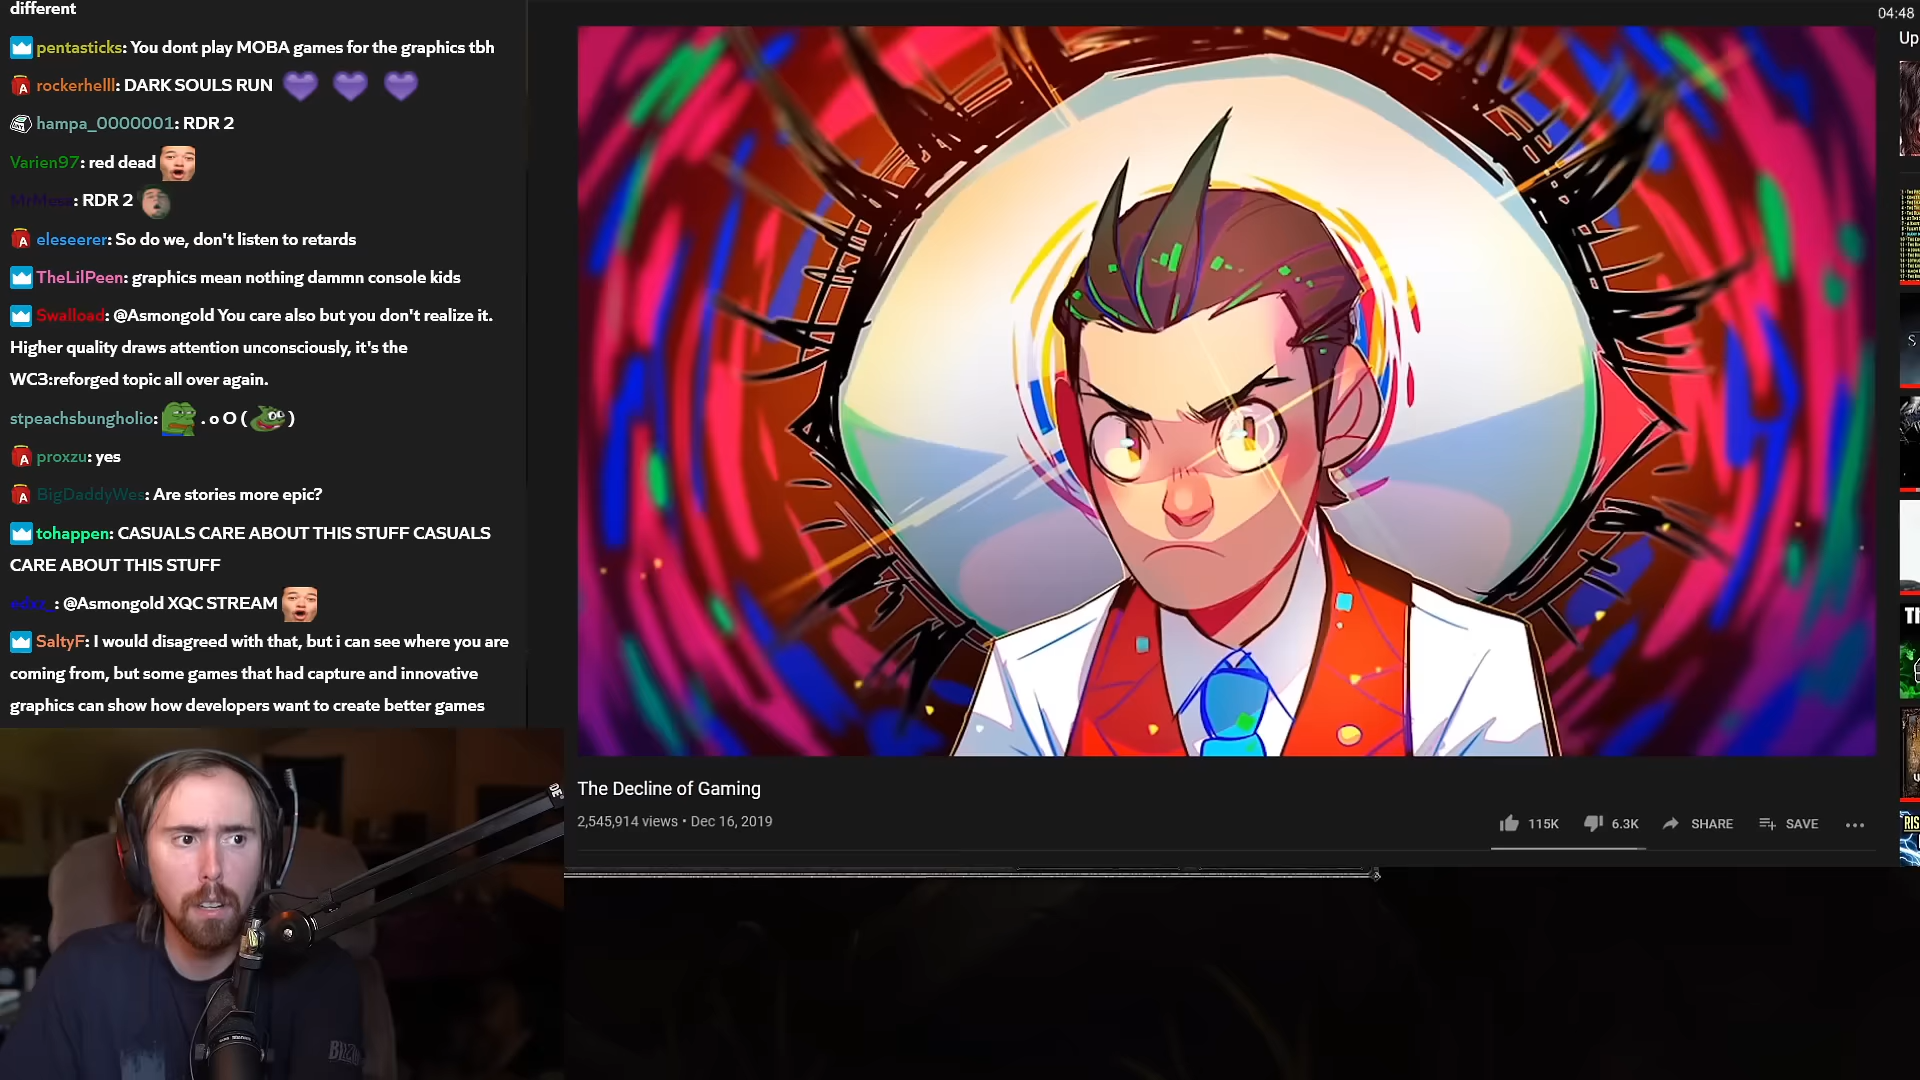 different
04:48
Up
pentasticks: You dont play MOBA games for the graphics tbh
rockerhelll: DARK SOULS RUN
hampa_0000001: RDR 2
Varien97: red dead
: RDR 2
eleseerer: So do we, don't listen to retards
TheLilPeen: graphics mean nothing dammn console kids
Swalload: @Asmongold You care also but you don't realize it.
Higher quality draws attention unconsciously, it's the
WC3:reforged topic all over again.
stpeachsbungholio: . o O ( )
proxzu: yes
BigDaddyWes: Are stories more epic?
tohappen: CASUALS CARE ABOUT THIS STUFF CASUALS
CARE ABOUT THIS STUFF
: @Asmongold XQC STREAM
SaltyF: I would disagreed with that, but i can see where you are
coming from, but some games that had capture and innovative
graphics can show how developers want to create better games
The Decline of Gaming
2,545,914 views • Dec 16, 2019
115K 6.3K SHARE SAVE